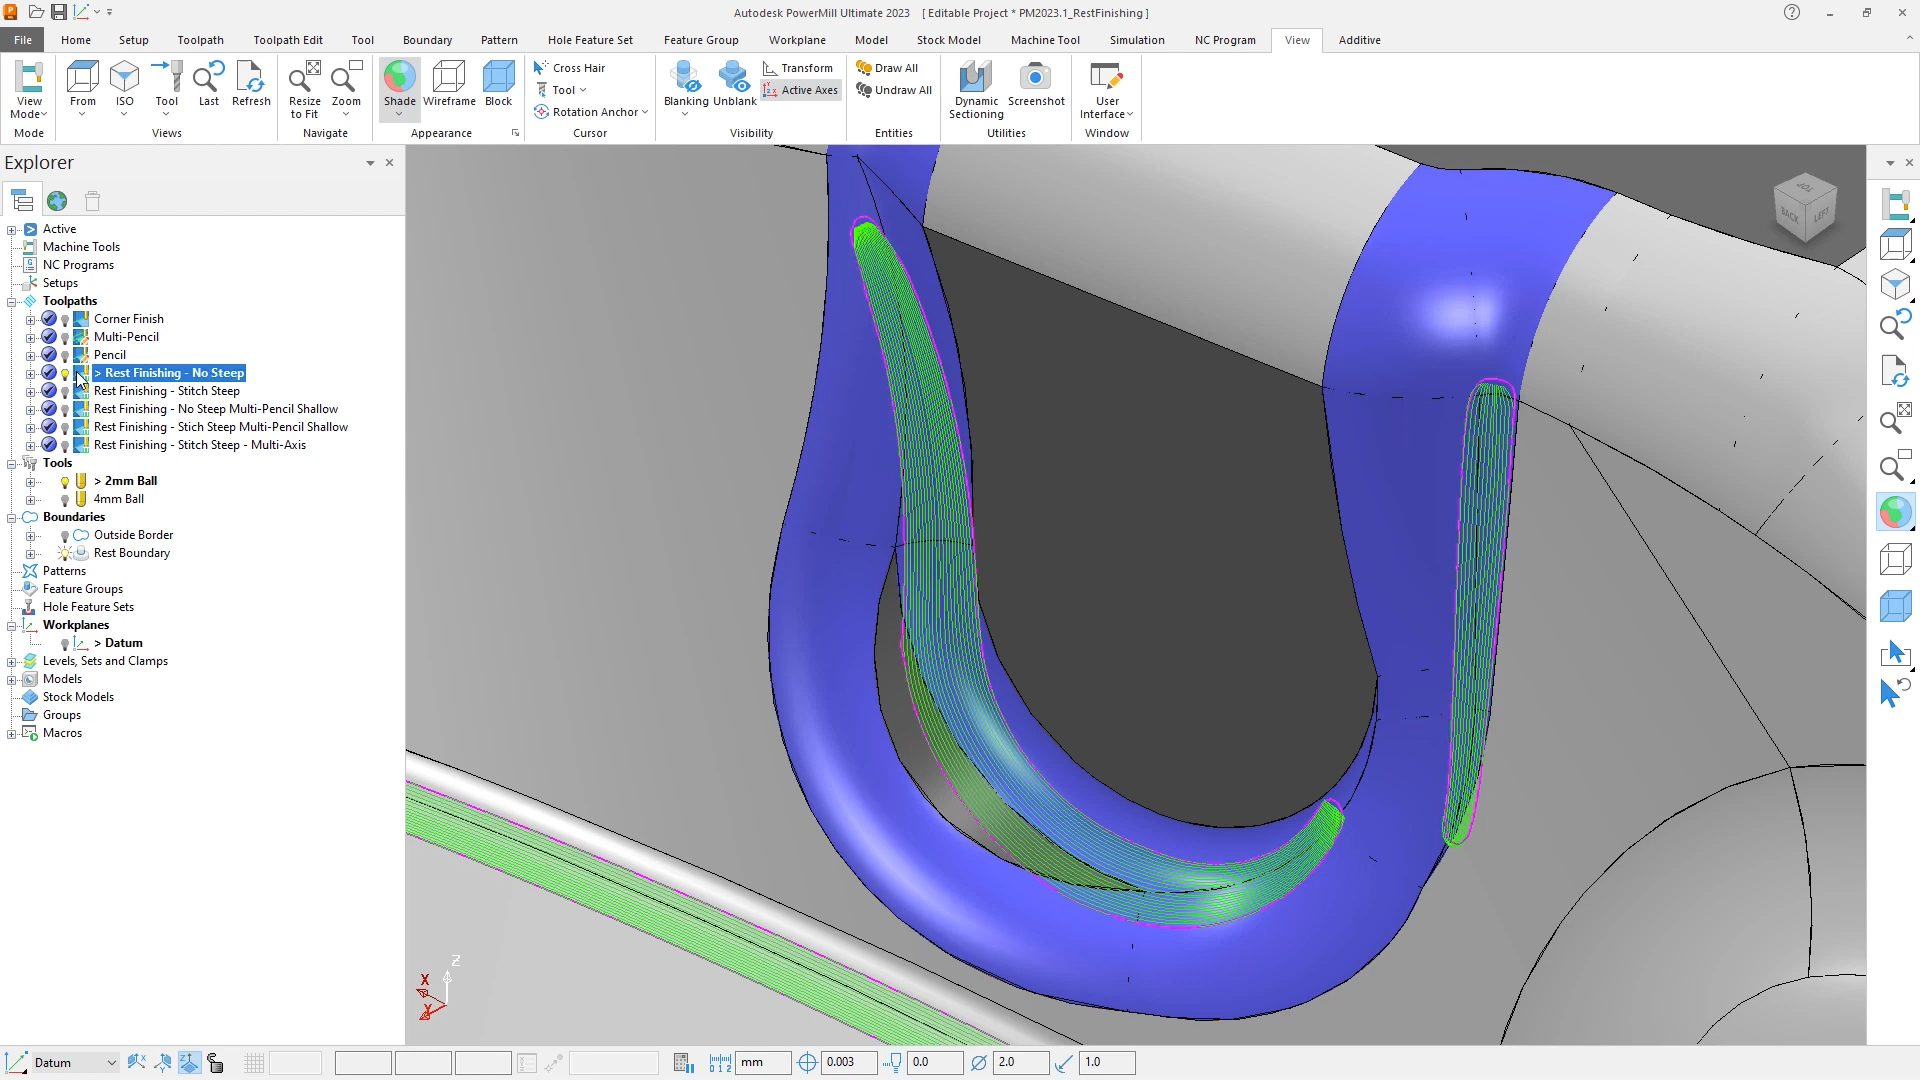 Autodesk PowerMill Ultimate 2023 [ Editable Project * PM2023.1_RestFinishing ]
File Home Setup Toolpath Toolpath Edit Tool Boundary Pattern Hole Feature Set Feature Group Workplane Model Stock Model Machine Tool Simulation NC Program View Additive
View Mode
From
ISO
Tool
Last
Refresh
Resize to Fit
Zoom
Shade
Wireframe
Block
Cross Hair
Tool
Rotation Anchor
Blanking
Unblank
Transform
Active Axes
Draw All
Undraw All
Dynamic Sectioning
Screenshot
User Interface
Mode Views Navigate Appearance Cursor Visibility Entities Utilities Window
Explorer
Active
Machine Tools
NC Programs
Setups
Toolpaths
Corner Finish
Multi-Pencil
Pencil
> Rest Finishing - No Steep
Rest Finishing - Stitch Steep
Rest Finishing - No Steep Multi-Pencil Shallow
Rest Finishing - Stich Steep Multi-Pencil Shallow
Rest Finishing - Stitch Steep - Multi-Axis
Tools
> 2mm Ball
4mm Ball
Boundaries
Outside Border
Rest Boundary
Patterns
Feature Groups
Hole Feature Sets
Workplanes
> Datum
Levels, Sets and Clamps
Models
Stock Models
Groups
Macros
TOP
BACK LEFT
Z
X
Y
Datum mm 0.003 0.0 2.0 1.0